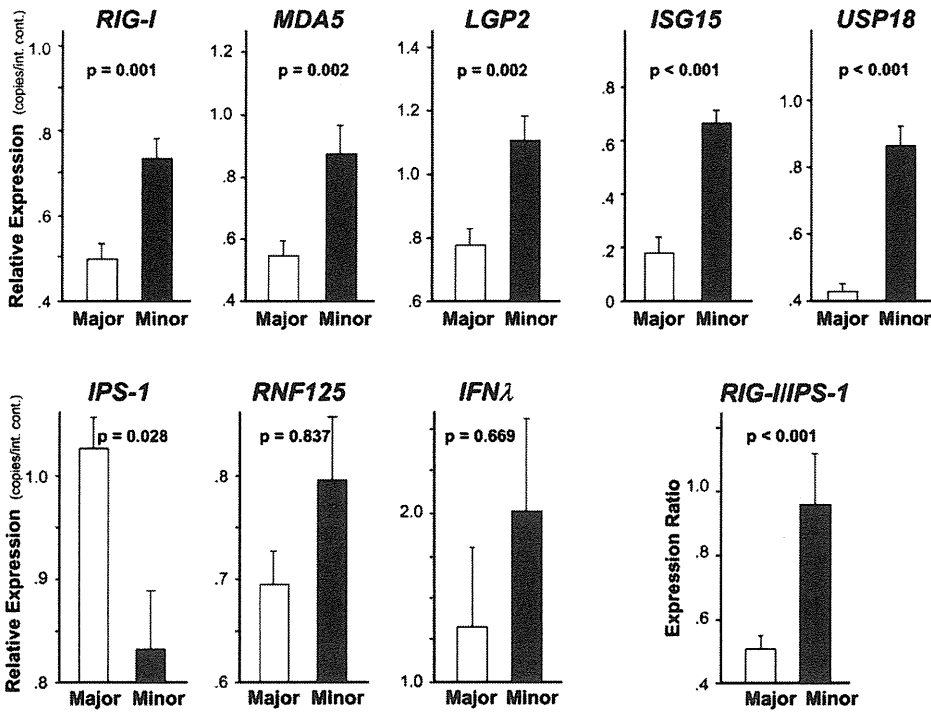 RIG-I MDA5 LGP2 ISG15 USP18
Relative Expression (copies/int. cont.)
p = 0.001 p = 0.002 p = 0.002 p < 0.001 p < 0.001
1.0 .8 .6 .4
1.2 1.0 .8 .6 .4
1.4 1.2 1.0 .8 .6
.8 .6 .4 .2 0
1.0 .8 .6 .4
Major Minor Major Minor Major Minor Major Minor Major Minor
IPS-1 RNF125 IFNλ RIG-I/IPS-1
Relative Expression (copies/int. cont.)
p = 0.028 p = 0.837 p = 0.669 p < 0.001
1.0 .9 .8
.8 .7 .6
2.0 1.0
Expression Ratio
1.0 .8 .6 .4
Major Minor Major Minor Major Minor Major Minor